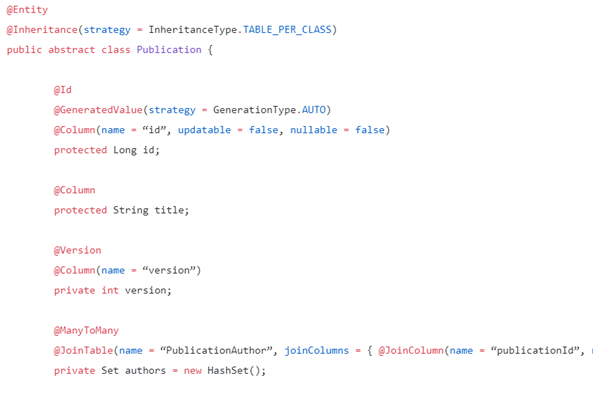 @Entity
@Inheritance(strategy = InheritanceType.TABLE_PER_CLASS)
public abstract class Publication {
@Id
@GeneratedValue(strategy = GenerationType.AUTO)
@Column(name = “id”, updatable = false, nullable = false)
protected Long id;
@Column
protected String title;
@Version
@Column(name = “version”)
private int version;
@ManyToMany
@JoinTable(name = “PublicationAuthor”, joinColumns = { @JoinColumn(name = “publicationId”,
private Set authors = new HashSet();